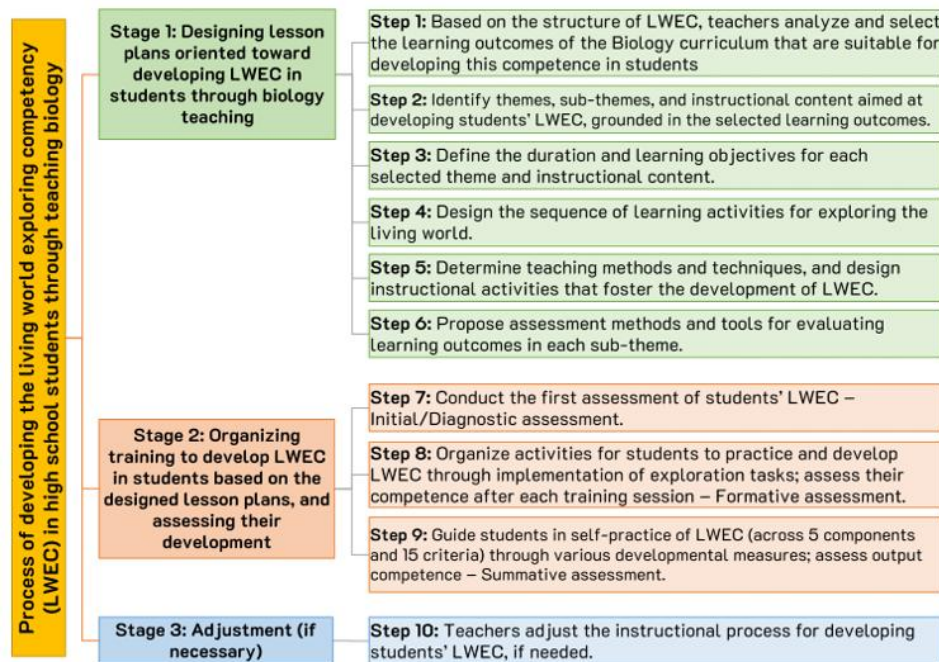 Process of developing the living world exploring competency
(LWEC) in high school students through teaching biology
Stage 1: Designing lesson
plans oriented toward
developing LWEC in
students through biology
teaching
Step 1: Based on the structure of LWEC, teachers analyze and select
the learning outcomes of the Biology curriculum that are suitable for
developing this competence in students
Step 2: Identify themes, sub-themes, and instructional content aimed at
developing students' LWEC, grounded in the selected learning outcomes.
Step 3: Define the duration and learning objectives for each
selected theme and instructional content.
Step 4: Design the sequence of learning activities for exploring the
living world.
Step 5: Determine teaching methods and techniques, and design
instructional activities that foster the development of LWEC.
Step 6: Propose assessment methods and tools for evaluating
learning outcomes in each sub-theme.
Stage 2: Organizing
training to develop LWEC
in students based on the
designed lesson plans, and
assessing their
development
Step 7: Conduct the first assessment of students' LWEC –
Initial/Diagnostic assessment.
Step 8: Organize activities for students to practice and develop
LWEC through implementation of exploration tasks; assess their
competence after each training session – Formative assessment.
Step 9: Guide students in self-practice of LWEC (across 5 components
and 15 criteria) through various developmental measures; assess output
competence – Summative assessment.
Stage 3: Adjustment (if
necessary)
Step 10: Teachers adjust the instructional process for developing
students' LWEC, if needed.